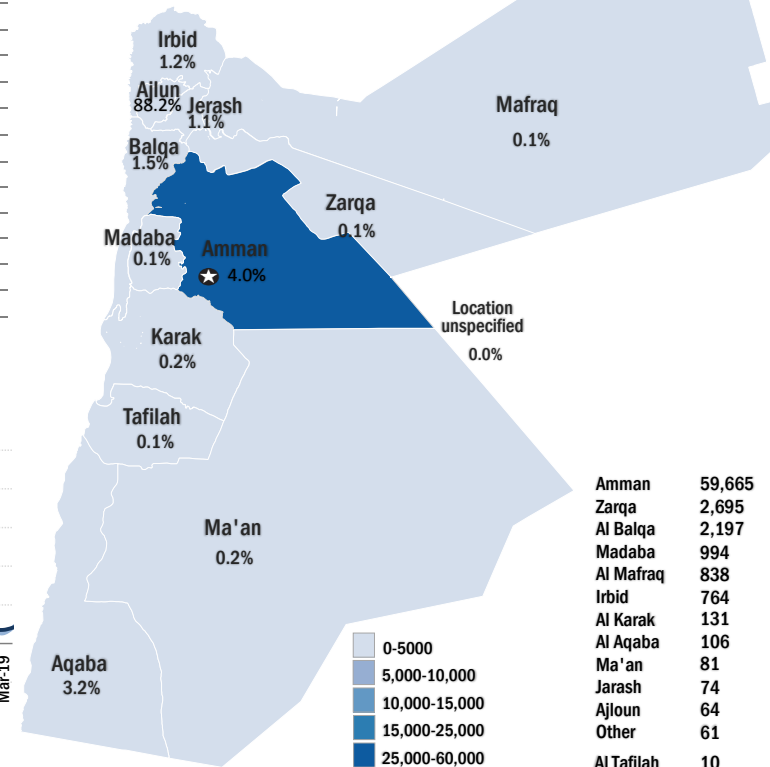 Irbid
1.2%
Ajlun
88.2%
Jerash
1.1%
Mafraq
0.1%
Balqa
1.5%
Zarqa
0.1%
Madaba
0.1%
Amman
4.0%
Location
unspecified
0.0%
Karak
0.2%
Tafilah
0.1%
Ma'an
0.2%
Aqaba
3.2%
Mar-19
0-5000
5,000-10,000
10,000-15,000
15,000-25,000
25,000-60,000
Amman 59,665
Zarqa 2,695
Al Balqa 2,197
Madaba 994
Al Mafraq 838
Irbid 764
Al Karak 131
Al Aqaba 106
Ma'an 81
Jarash 74
Ajloun 64
Other 61
Al Tafilah 10